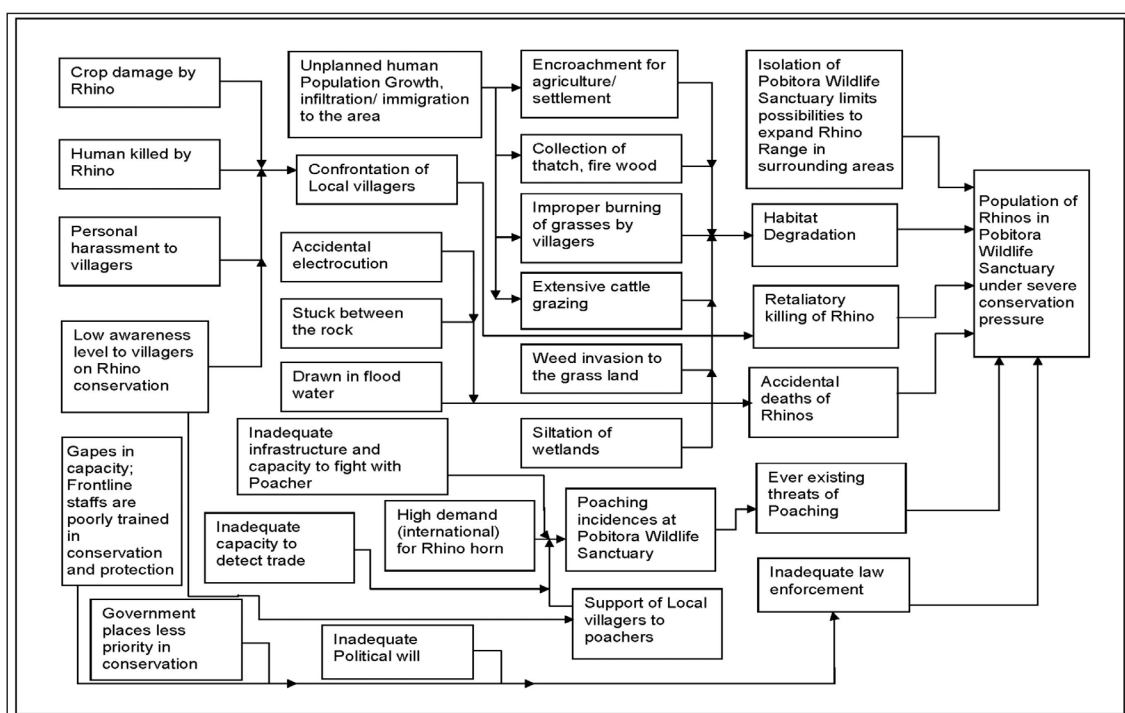 Crop damage by
Rhino
Human killed by
Rhino
Personal
harassment to
villagers
Low awareness
level to villagers
on Rhino
conservation
Gapes in
capacity;
Frontline
staffs are
poorly trained
in
conservation
and protection
Government
places less
priority in
conservation
Unplanned human
Population Growth,
infiltration/ immigration
to the area
Confrontation of
Local villagers
Accidental
electrocution
Stuck between
the rock
Drawn in flood
water
Inadequate
infrastructure and
capacity to fight with
Poacher
Inadequate
capacity to
detect trade
High demand
(international)
for Rhino horn
Inadequate
Political will
Encroachment for
agriculture/
settlement
Collection of
thatch, fire wood
Improper burning
of grasses by
villagers
Extensive cattle
grazing
Weed invasion to
the grass land
Siltation of
wetlands
Poaching
incidences at
Pobitora Wildlife
Sanctuary
Support of Local
villagers to
poachers
Isolation of
Pobitora Wildlife
Sanctuary limits
possibilities to
expand Rhino
Range in
surrounding areas
Habitat
Degradation
Retaliatory
killing of Rhino
Accidental
deaths of
Rhinos
Ever existing
threats of
Poaching
Inadequate law
enforcement
Population of
Rhinos in
Pobitora
Wildlife
Sanctuary
under severe
conservation
pressure